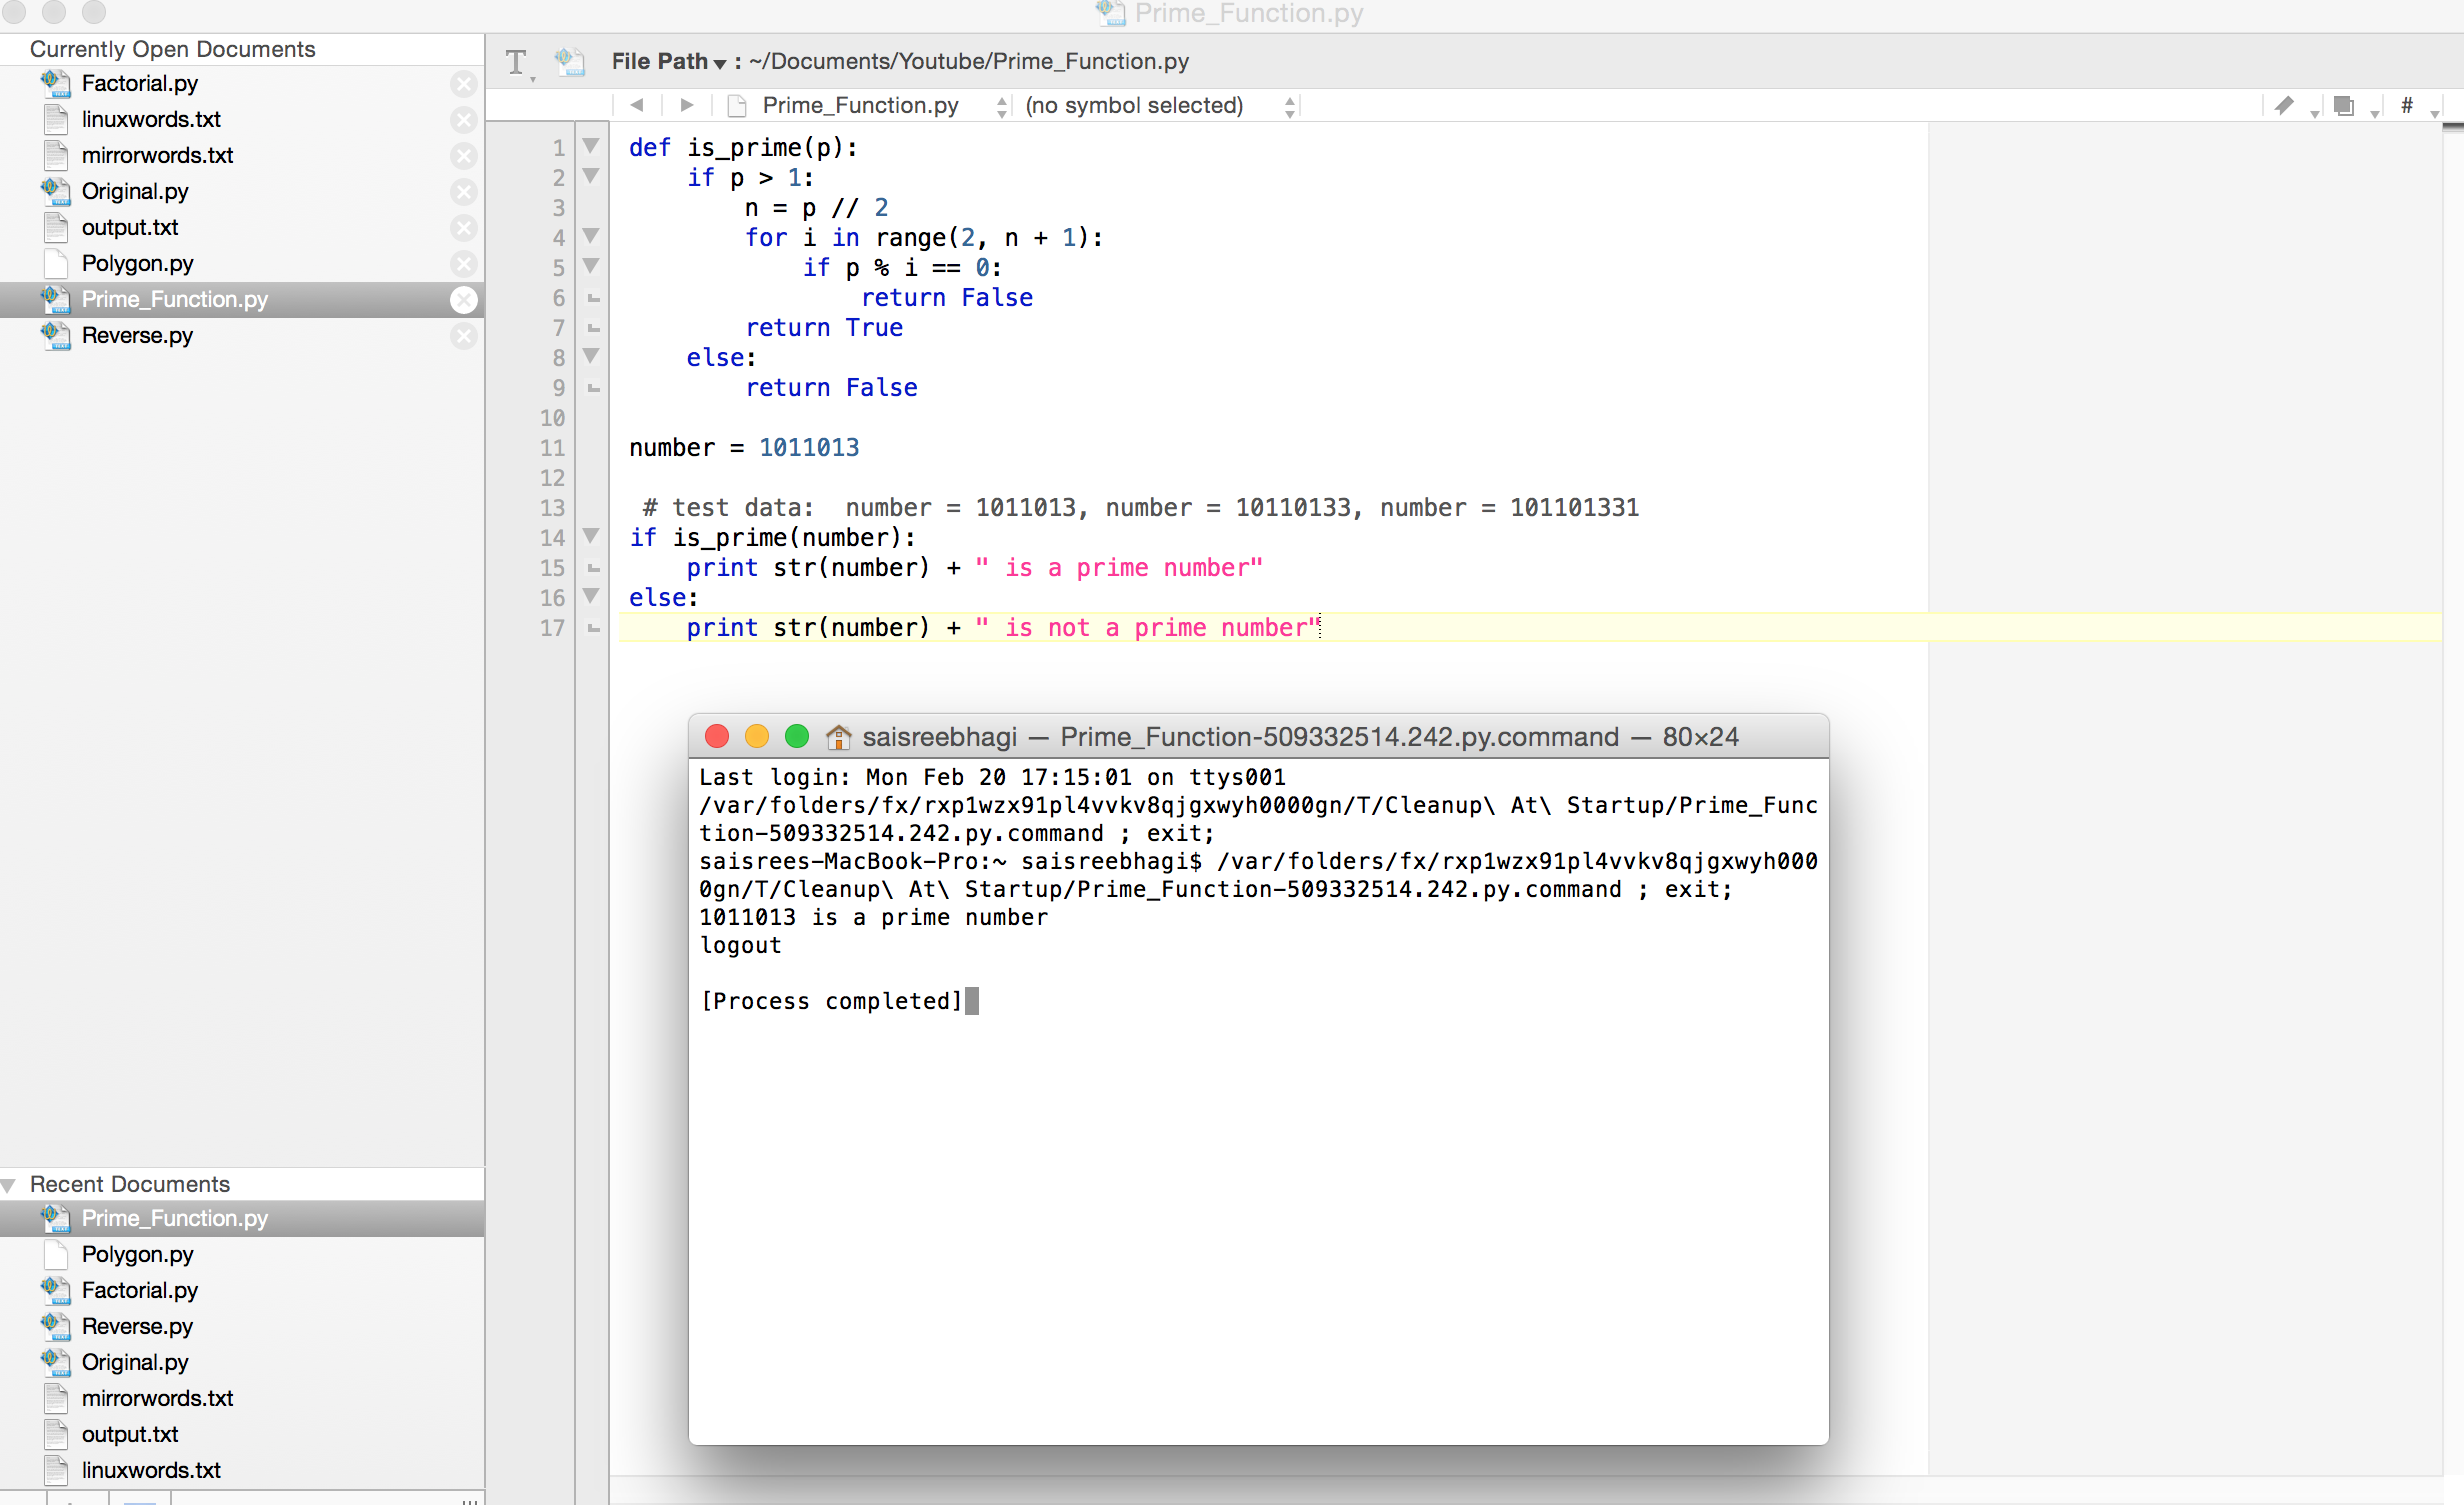 Prime_Function.py
Currently Open Documents
Factorial.py
linuxwords.txt
mirrorwords.txt
Original.py
output.txt
Polygon.py
Prime_Function.py
Reverse.py
T File Path ▾ : ~/Documents/Youtube/Prime_Function.py
Prime_Function.py (no symbol selected) #
1 def is_prime(p):
2     if p > 1:
3         n = p // 2
4         for i in range(2, n + 1):
5             if p % i == 0:
6                 return False
7         return True
8     else:
9         return False
10
11 number = 1011013
12
13  # test data:  number = 1011013, number = 10110133, number = 101101331
14 if is_prime(number):
15     print str(number) + " is a prime number"
16 else:
17     print str(number) + " is not a prime number"
saisreebhagi — Prime_Function-509332514.242.py.command — 80×24
Last login: Mon Feb 20 17:15:01 on ttys001
/var/folders/fx/rxp1wzx91pl4vvkv8qjgxwyh0000gn/T/Cleanup\ At\ Startup/Prime_Func
tion-509332514.242.py.command ; exit;
saisrees-MacBook-Pro:~ saisreebhagi$ /var/folders/fx/rxp1wzx91pl4vvkv8qjgxwyh000
0gn/T/Cleanup\ At\ Startup/Prime_Function-509332514.242.py.command ; exit;
1011013 is a prime number
logout
[Process completed]
Recent Documents
Prime_Function.py
Polygon.py
Factorial.py
Reverse.py
Original.py
mirrorwords.txt
output.txt
linuxwords.txt